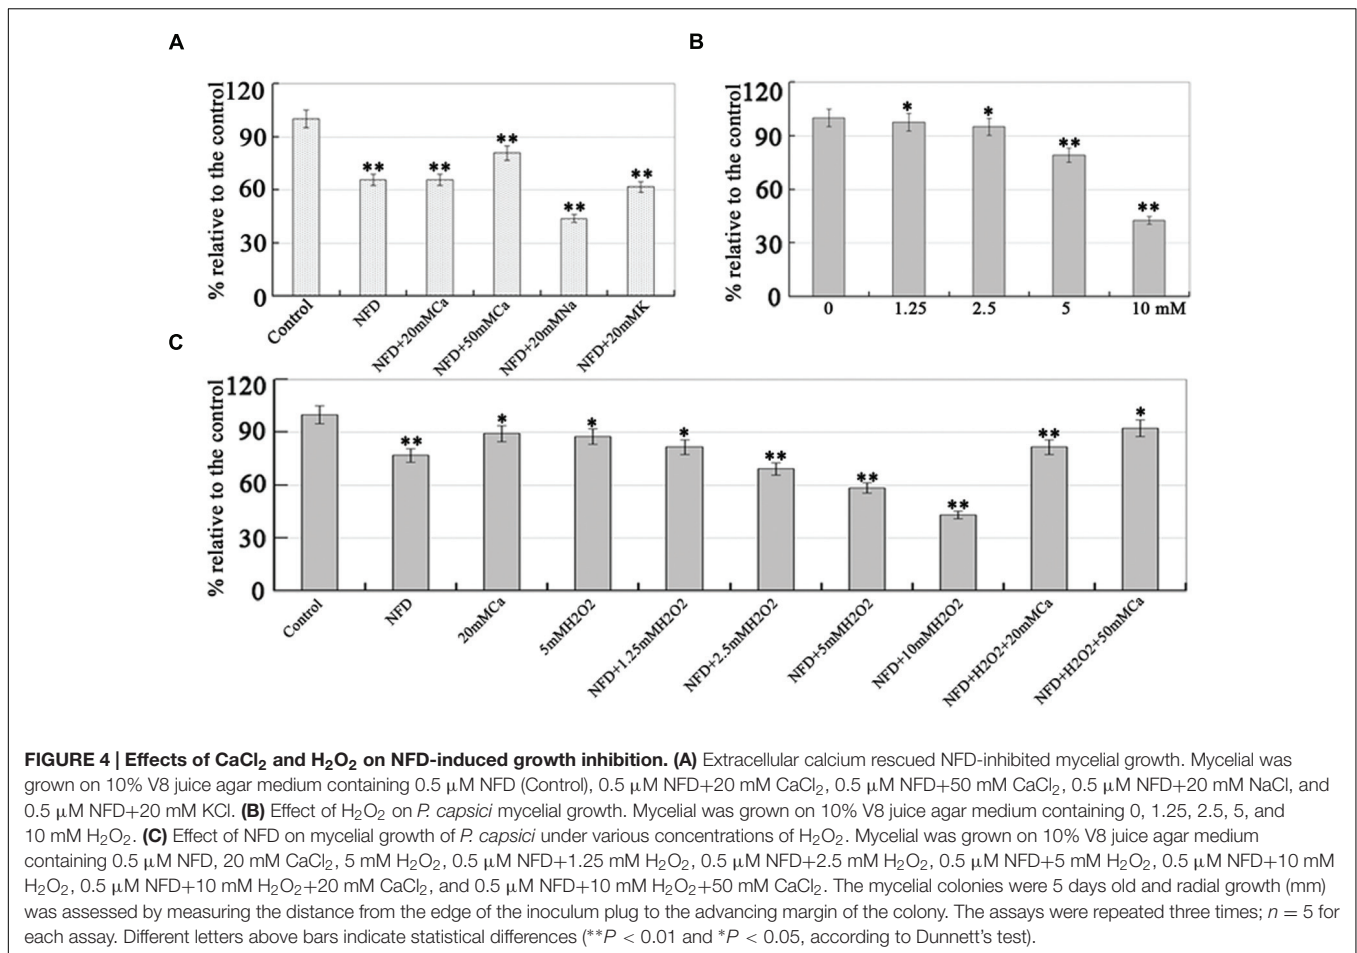 A
B
120
90
60
30
0
% relative to the control
**
**
**
**
**
Control
NFD
NFD+20mMCa
NFD+50mMCa
NFD+20mMNa
NFD+20mMK
120
90
60
30
0
% relative to the control
*
*
**
**
0 1.25 2.5 5 10 mM
C
120
90
60
30
0
% relative to the control
**
*
*
*
**
**
**
**
*
Control
NFD
20mMCa
5mMH2O2
NFD+1.25mMH2O2
NFD+2.5mMH2O2
NFD+5mMH2O2
NFD+10mMH2O2
NFD+H2O2+20mMCa
NFD+H2O2+50mMCa
FIGURE 4 | Effects of CaCl₂ and H₂O₂ on NFD-induced growth inhibition. (A) Extracellular calcium rescued NFD-inhibited mycelial growth. Mycelial was
grown on 10% V8 juice agar medium containing 0.5 μM NFD (Control), 0.5 μM NFD+20 mM CaCl₂, 0.5 μM NFD+50 mM CaCl₂, 0.5 μM NFD+20 mM NaCl, and
0.5 μM NFD+20 mM KCl. (B) Effect of H₂O₂ on P. capsici mycelial growth. Mycelial was grown on 10% V8 juice agar medium containing 0, 1.25, 2.5, 5, and
10 mM H₂O₂. (C) Effect of NFD on mycelial growth of P. capsici under various concentrations of H₂O₂. Mycelial was grown on 10% V8 juice agar medium
containing 0.5 μM NFD, 20 mM CaCl₂, 5 mM H₂O₂, 0.5 μM NFD+1.25 mM H₂O₂, 0.5 μM NFD+2.5 mM H₂O₂, 0.5 μM NFD+5 mM H₂O₂, 0.5 μM NFD+10 mM
H₂O₂, 0.5 μM NFD+10 mM H₂O₂+20 mM CaCl₂, and 0.5 μM NFD+10 mM H₂O₂+50 mM CaCl₂. The mycelial colonies were 5 days old and radial growth (mm)
was assessed by measuring the distance from the edge of the inoculum plug to the advancing margin of the colony. The assays were repeated three times; n = 5 for
each assay. Different letters above bars indicate statistical differences (**P < 0.01 and *P < 0.05, according to Dunnett's test).